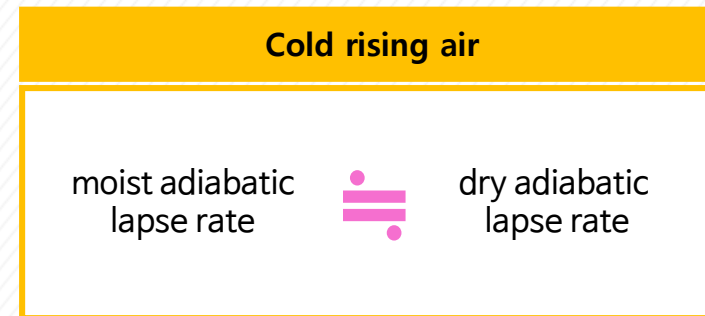 Cold rising air
moist adiabatic
lapse rate
≒
dry adiabatic
lapse rate